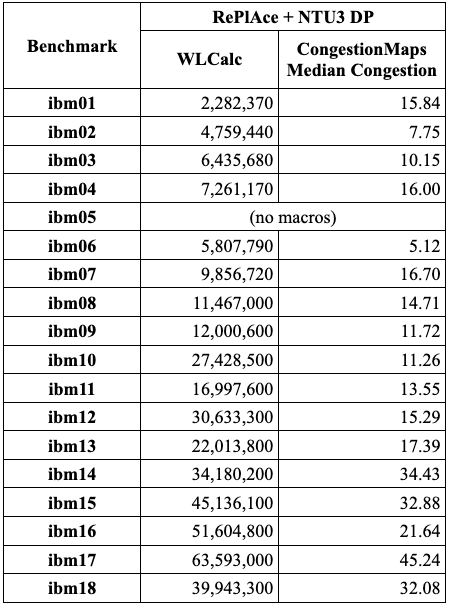 Benchmark RePlAce + NTU3 DP
WLCalc CongestionMaps Median Congestion
ibm01 2,282,370 15.84
ibm02 4,759,440 7.75
ibm03 6,435,680 10.15
ibm04 7,261,170 16.00
ibm05 (no macros)
ibm06 5,807,790 5.12
ibm07 9,856,720 16.70
ibm08 11,467,000 14.71
ibm09 12,000,600 11.72
ibm10 27,428,500 11.26
ibm11 16,997,600 13.55
ibm12 30,633,300 15.29
ibm13 22,013,800 17.39
ibm14 34,180,200 34.43
ibm15 45,136,100 32.88
ibm16 51,604,800 21.64
ibm17 63,593,000 45.24
ibm18 39,943,300 32.08